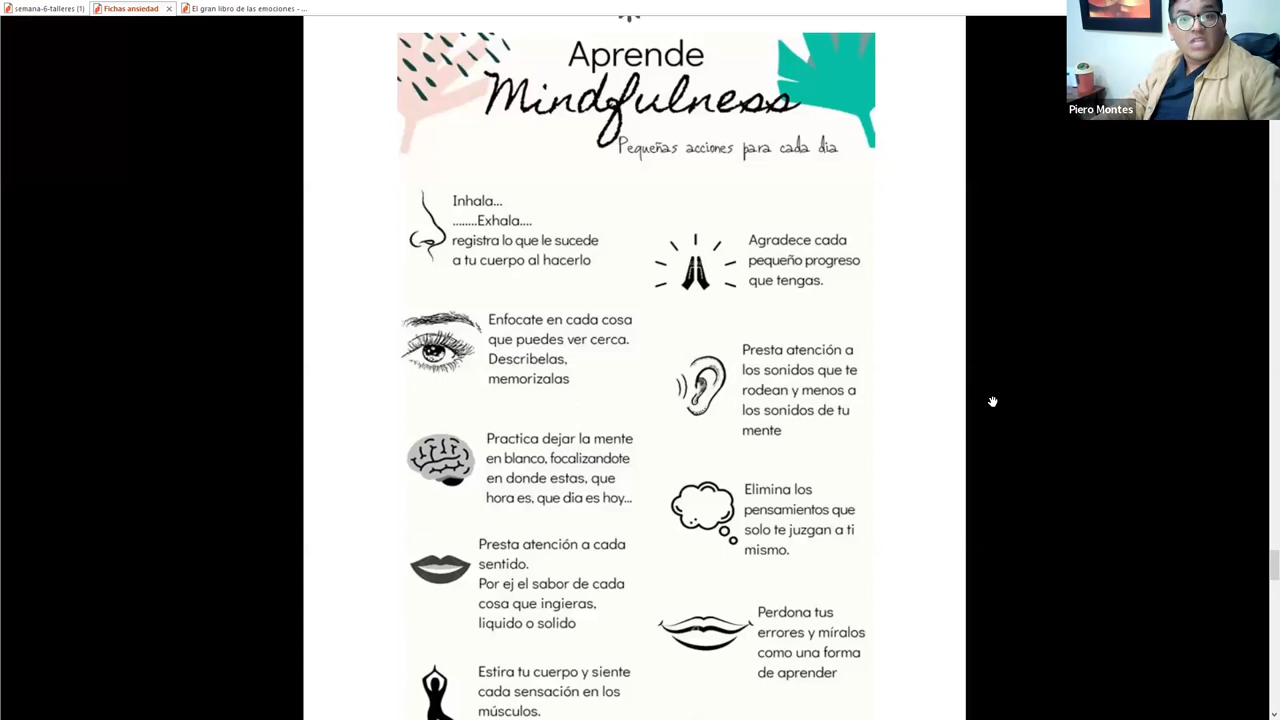 semana-6-talleres (1)
Fichas ansiedad
El gran libro de las emociones - ...
Piero Montes
Aprende
Mindfulness
Pequeñas acciones para cada dia
Inhala...
........Exhala....
registra lo que le sucede
a tu cuerpo al hacerlo
Enfocate en cada cosa
que puedes ver cerca.
Describelas,
memorizalas
Practica dejar la mente
en blanco, focalizandote
en donde estas, que
hora es, que dia es hoy...
Presta atención a cada
sentido.
Por ej el sabor de cada
cosa que ingieras,
liquido o solido
Estira tu cuerpo y siente
cada sensación en los
músculos.
Agradece cada
pequeño progreso
que tengas.
Presta atención a
los sonidos que te
rodean y menos a
los sonidos de tu
mente
Elimina los
pensamientos que
solo te juzgan a ti
mismo.
Perdona tus
errores y míralos
como una forma
de aprender